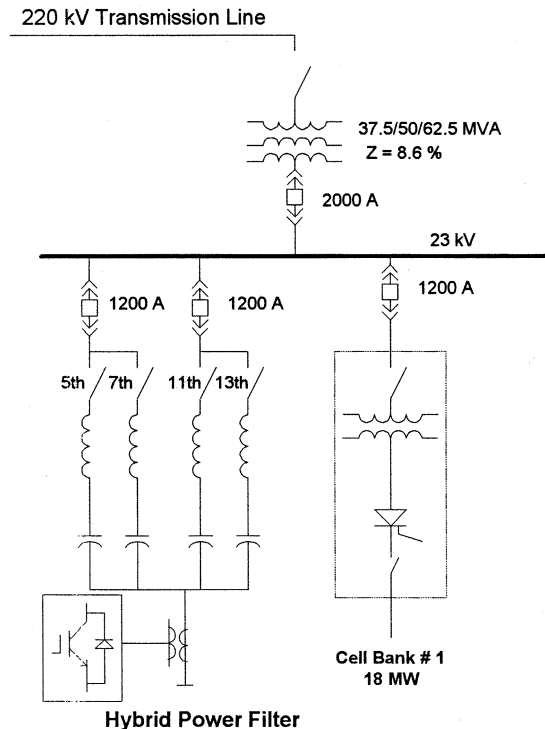 220 kV Transmission Line
37.5/50/62.5 MVA
Z = 8.6 %
2000 A
23 kV
1200 A
1200 A
1200 A
5th
7th
11th
13th
Cell Bank # 1
18 MW
Hybrid Power Filter